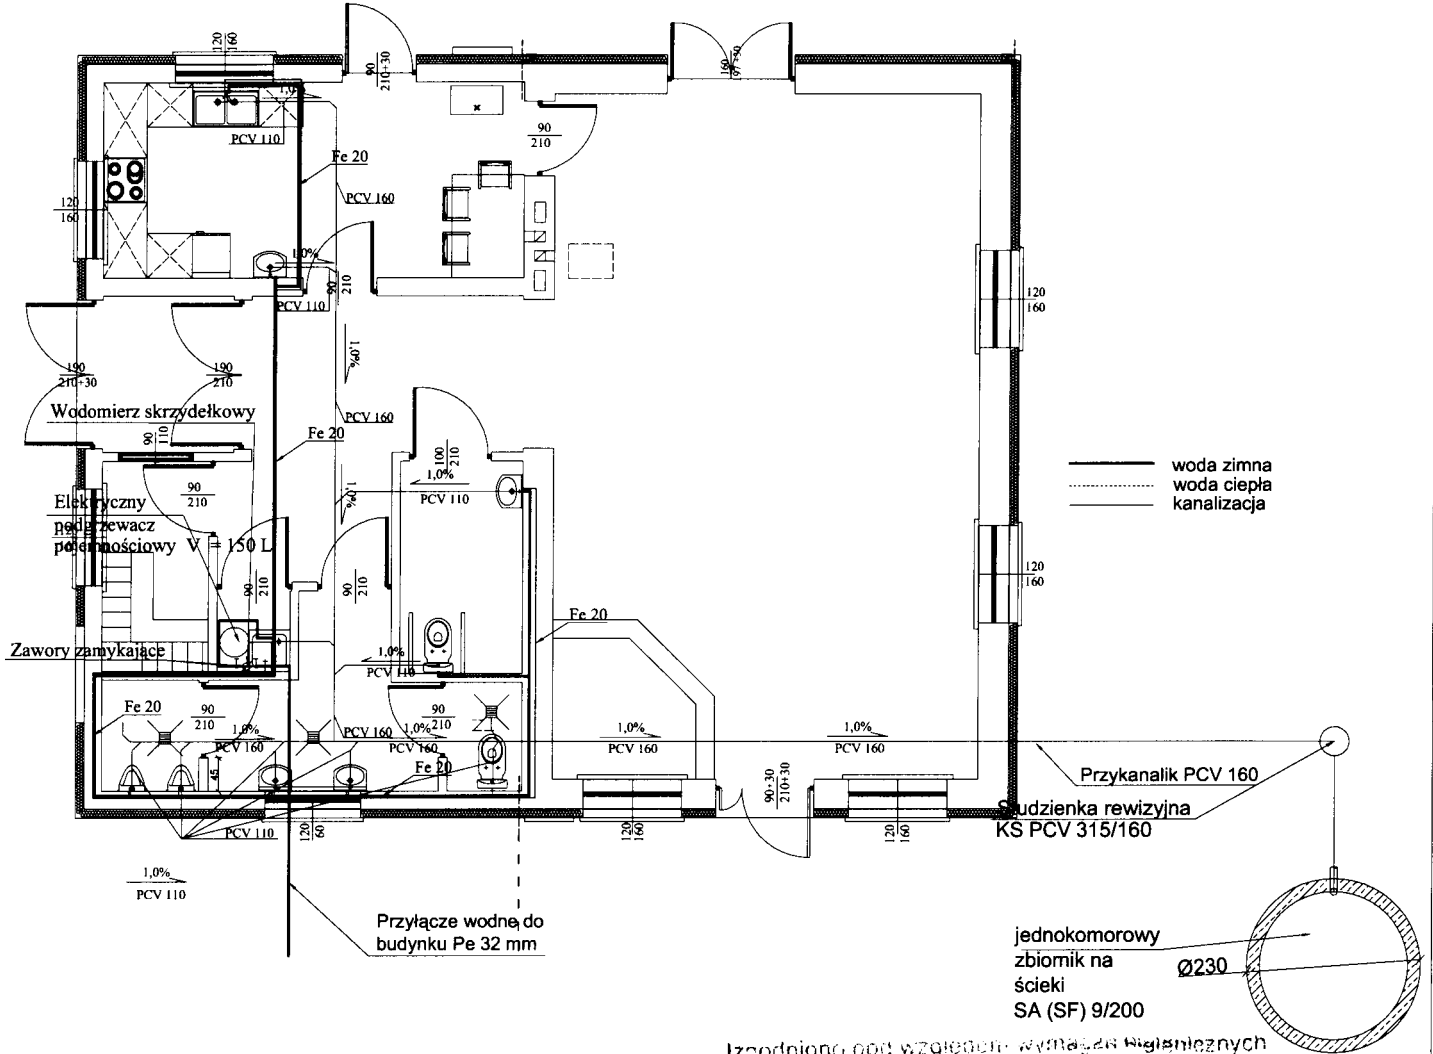 120
160
90
210+30
160
97+30
1,0%
PCV 110
90
210
Fe 20
PCV 160
120
160
1,0%
90
210
PCV 110
120
160
190
210+30
190
210
1,0%
Wodomierz skrzydełkowy
PCV 160
Fe 20
90
110
100
210
1,0%
PCV 110
woda zimna
woda ciepła
kanalizacja
90
210
1,0%
Elektryczny
podgrzewacz
pojemnościowy V = 150 L
120
160
90
210
90
210
Fe 20
Zawory zamykające
1,0%
PCV 110
Fe 20
90
210
1,0%
PCV 160
PCV 160
1,0%
PCV 160
90
210
1,0%
PCV 160
1,0%
PCV 160
Fe 20
45
90+30
210+30
Przykanalik PCV 160
Studzienka rewizyjna
KS PCV 315/160
PCV 110
120
160
120
160
120
160
1,0%
PCV 110
Przyłącze wodne do
budynku Pe 32 mm
jednokomorowy
zbiornik na
ścieki
SA (SF) 9/200
Ø230
Uzgodniono pod względem wymagań higienicznych